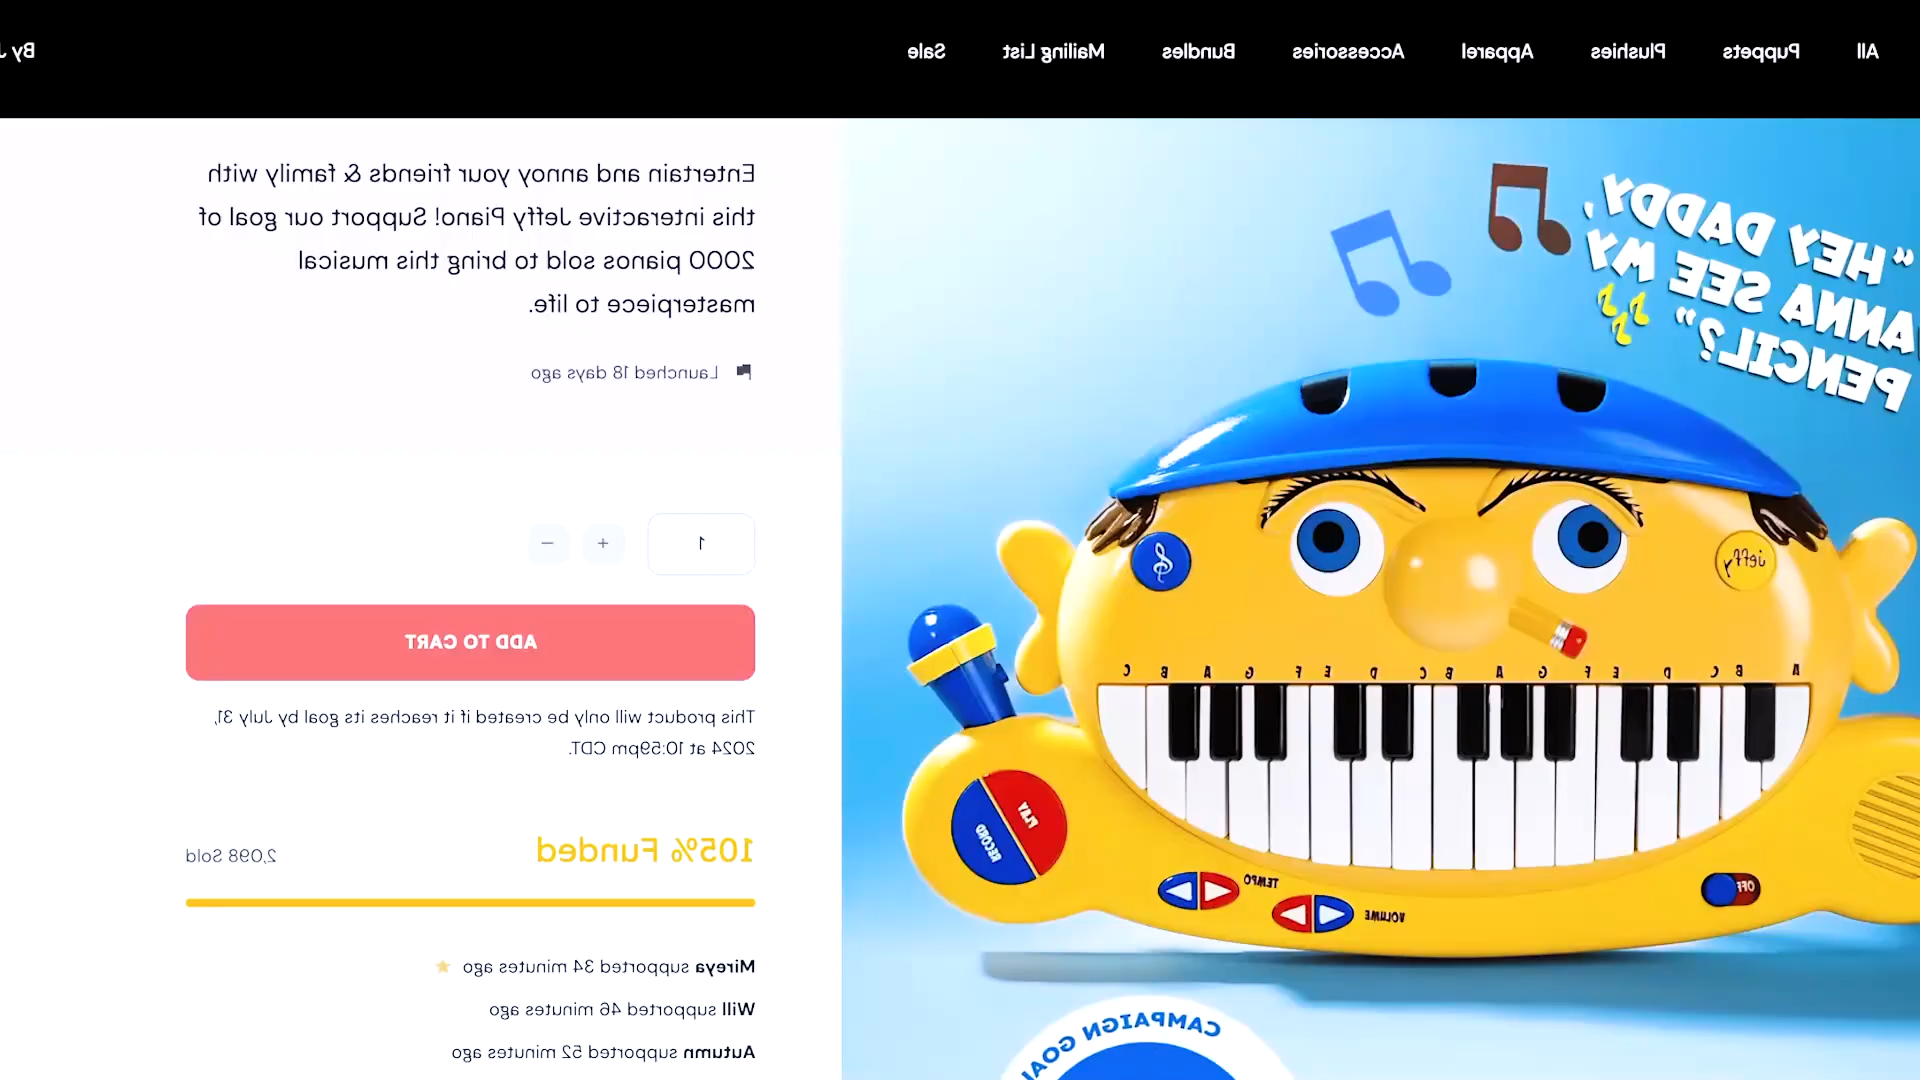 All Puppets Plushies Apparel Accessories Bundles Mailing List Sale By
"HEY DADDY,
ANNA SEE MY
PENCIL?"
jeffy
A B C D E F G A B C D E F G A B C
OFF
VOLUME
TEMPO
PLAY
RECORD
CAMPAIGN GOAL
Entertain and annoy your friends & family with
this interactive Jeffy Piano! Support our goal of
2000 pianos sold to bring this musical
masterpiece to life.
Launched 18 days ago
1 + −
ADD TO CART
This product will only be created if it reaches its goal by July 31,
2024 at 10:59pm CDT.
105% Funded 2,098 Sold
Mireya supported 34 minutes ago
Will supported 46 minutes ago
Autumn supported 52 minutes ago